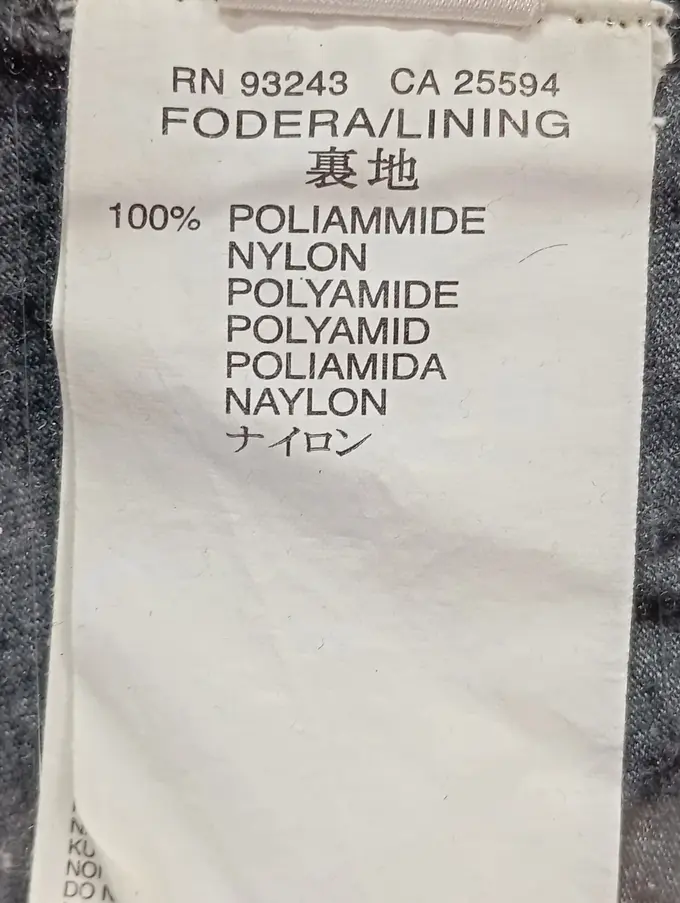 RN 93243 CA 25594
FODERA/LINING
裏地
100% POLIAMMIDE
NYLON
POLYAMIDE
POLYAMID
POLIAMIDA
NAYLON
ナイロン
DO